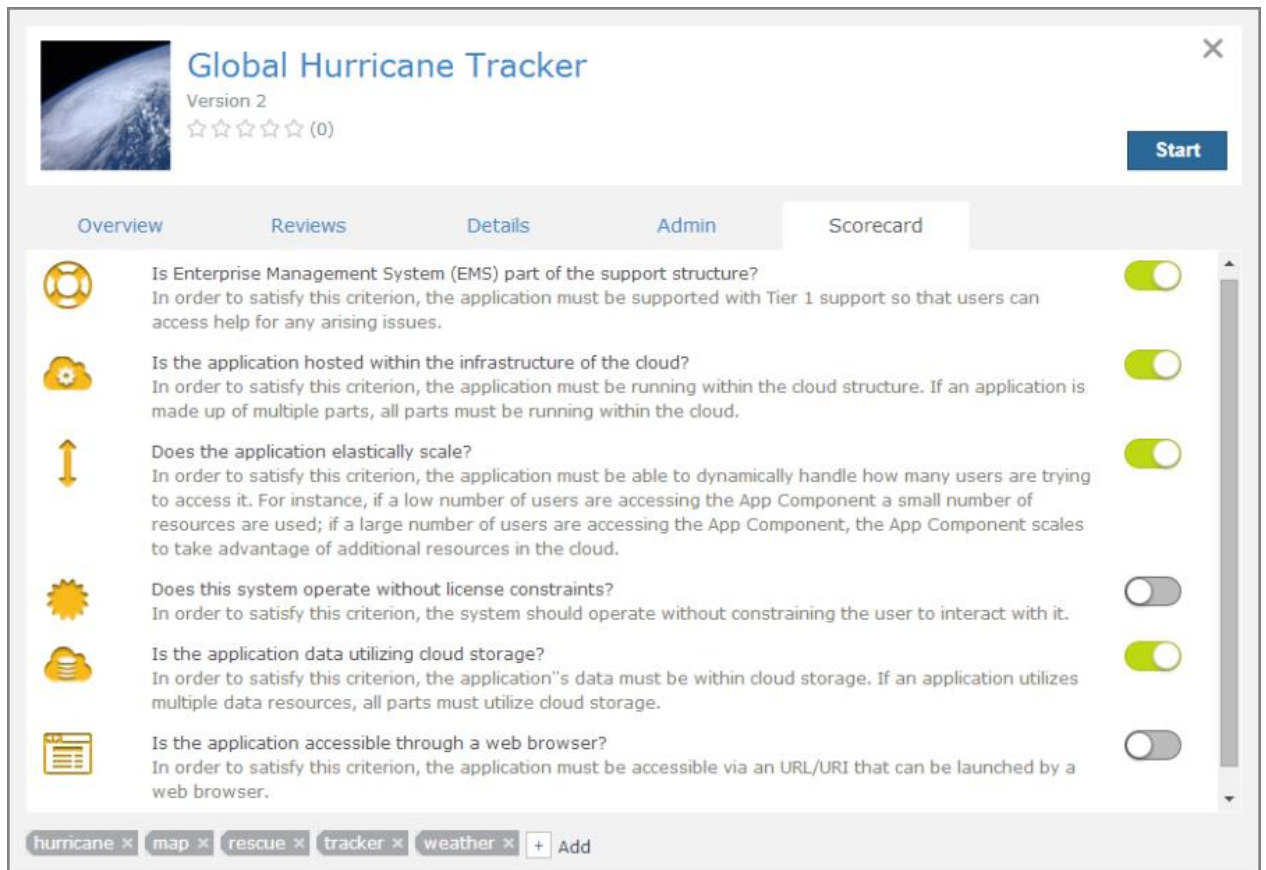 Global Hurricane Tracker
Version 2
(0)
Start
Overview Reviews Details Admin Scorecard
Is Enterprise Management System (EMS) part of the support structure?
In order to satisfy this criterion, the application must be supported with Tier 1 support so that users can
access help for any arising issues.
Is the application hosted within the infrastructure of the cloud?
In order to satisfy this criterion, the application must be running within the cloud structure. If an application is
made up of multiple parts, all parts must be running within the cloud.
Does the application elastically scale?
In order to satisfy this criterion, the application must be able to dynamically handle how many users are trying
to access it. For instance, if a low number of users are accessing the App Component a small number of
resources are used; if a large number of users are accessing the App Component, the App Component scales
to take advantage of additional resources in the cloud.
Does this system operate without license constraints?
In order to satisfy this criterion, the system should operate without constraining the user to interact with it.
Is the application data utilizing cloud storage?
In order to satisfy this criterion, the application"s data must be within cloud storage. If an application utilizes
multiple data resources, all parts must utilize cloud storage.
Is the application accessible through a web browser?
In order to satisfy this criterion, the application must be accessible via an URL/URI that can be launched by a
web browser.
hurricane × map × rescue × tracker × weather × + Add